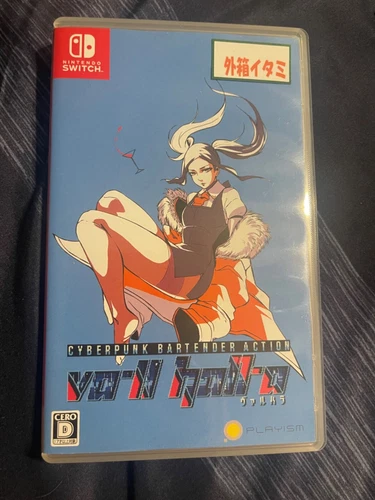 NINTENDO
SWITCH
外箱イタミ
CYBERPUNK BARTENDER ACTION
va-11 hall-a
ヴァルハラ
CERO
D
PLAYISM